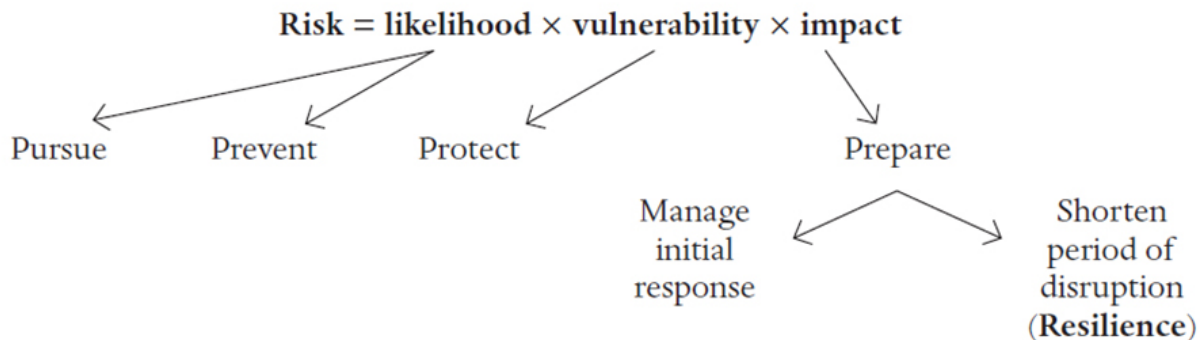 Risk = likelihood × vulnerability × impact
Pursue Prevent Protect Prepare
Manage
initial
response
Shorten
period of
disruption
(Resilience)